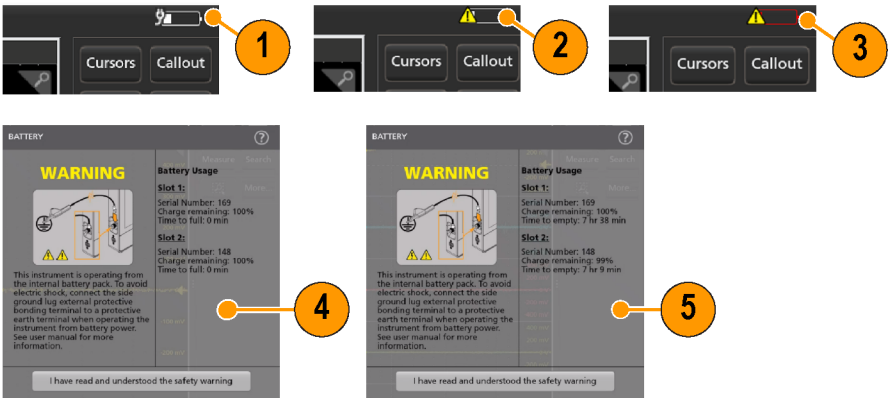 1
2
3
Cursors Callout
Cursors Callout
Cursors Callout
BATTERY ?
WARNING
This instrument is operating from
the internal battery pack. To avoid
electric shock, connect the side
ground lug external protective
bonding terminal to a protective
earth terminal when operating the
instrument from battery power.
See user manual for more
information.
Measure Search
Battery Usage
Slot 1:
More...
Serial Number: 169
Charge remaining: 100%
Time to full: 0 min
Slot 2:
Serial Number: 148
Charge remaining: 100%
Time to full: 0 min
I have read and understood the safety warning
4
BATTERY ?
WARNING
This instrument is operating from
the internal battery pack. To avoid
electric shock, connect the side
ground lug external protective
bonding terminal to a protective
earth terminal when operating the
instrument from battery power.
See user manual for more
information.
Measure Search
Battery Usage
Slot 1:
More...
Serial Number: 169
Charge remaining: 100%
Time to empty: 7 hr 38 min
Slot 2:
Serial Number: 148
Charge remaining: 99%
Time to empty: 7 hr 9 min
I have read and understood the safety warning
5